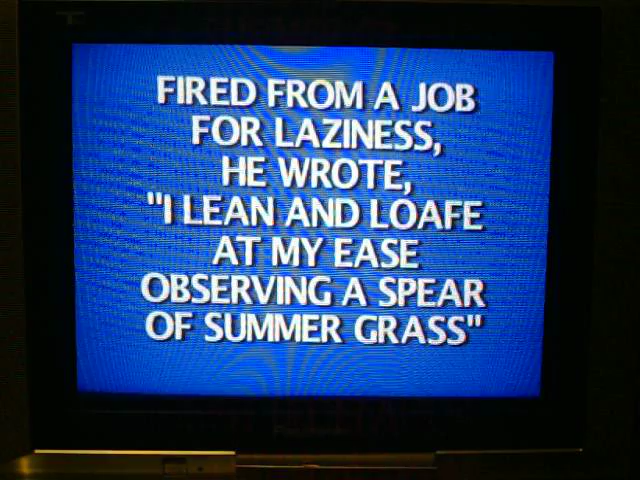 FIRED FROM A JOB
FOR LAZINESS,
HE WROTE,
"I LEAN AND LOAFE
AT MY EASE
OBSERVING A SPEAR
OF SUMMER GRASS"